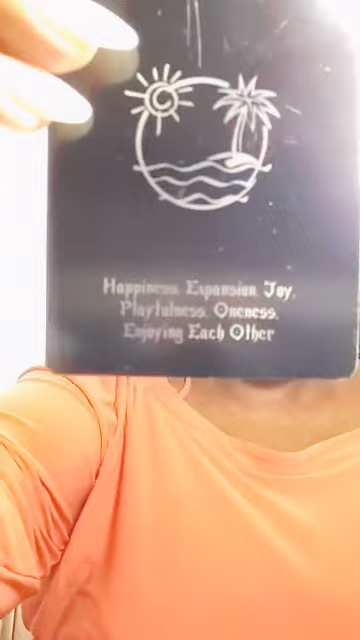 Happiness. Expansion. Joy.
Playfulness. Oneness.
Enjoying Each Other